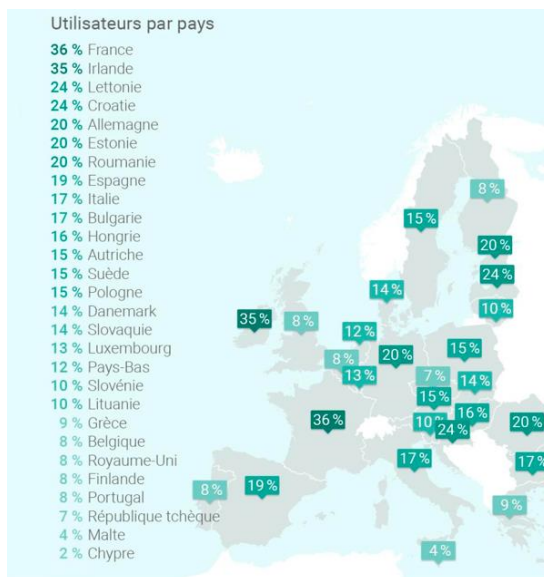 Utilisateurs par pays
36 % France
35 % Irlande
24 % Lettonie
24 % Croatie
20 % Allemagne
20 % Estonie
20 % Roumanie
19 % Espagne
17 % Italie
17 % Bulgarie
16 % Hongrie
15 % Autriche
15 % Suède
15 % Pologne
14 % Danemark
14 % Slovaquie
13 % Luxembourg
12 % Pays-Bas
10 % Slovénie
10 % Lituanie
9 % Grèce
8 % Belgique
8 % Royaume-Uni
8 % Finlande
8 % Portugal
7 % République tchèque
4 % Malte
2 % Chypre
8 %
15 %
20 %
24 %
14 %
10 %
35 %
8 %
12 %
15 %
8 %
20 %
13 %
7 %
14 %
15 %
16 %
36 %
10 %
24 %
20 %
17 %
17 %
8 %
19 %
9 %
4 %